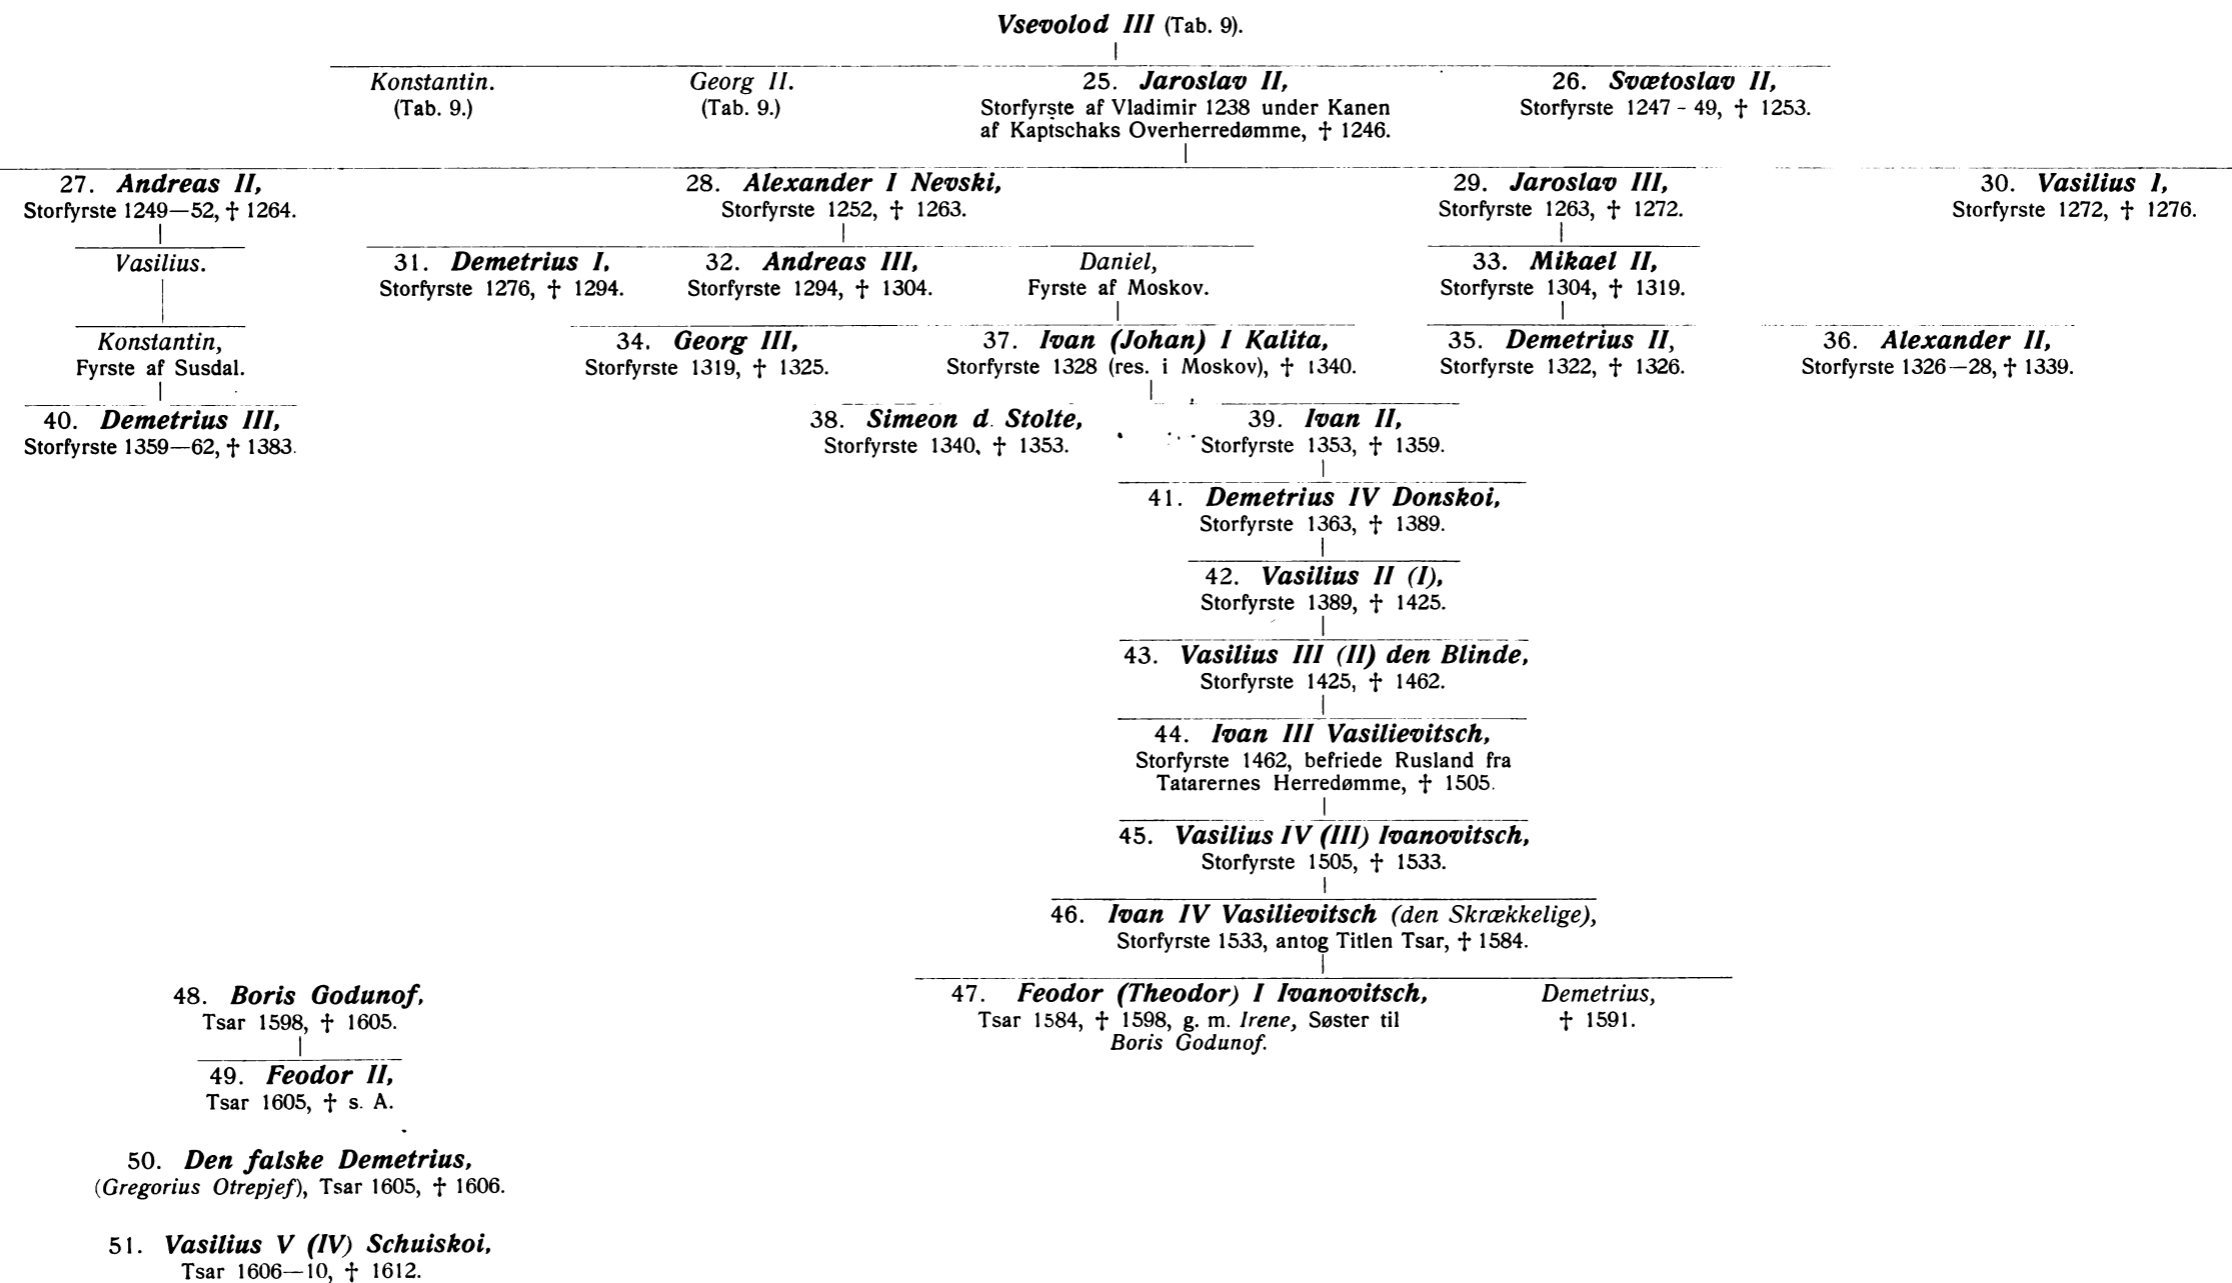 Vsevolod III (Tab. 9).
Konstantin.
(Tab. 9.)
Georg II.
(Tab. 9.)
25. Jaroslav II,
Storfyrste af Vladimir 1238 under Kanen
af Kaptschaks Overherredømme, † 1246.
26. Svætoslav II,
Storfyrste 1247 - 49, † 1253.
27. Andreas II,
Storfyrste 1249—52, † 1264.
28. Alexander I Nevski,
Storfyrste 1252, † 1263.
29. Jaroslav III,
Storfyrste 1263, † 1272.
30. Vasilius I,
Storfyrste 1272, † 1276.
Vasilius.
31. Demetrius I,
Storfyrste 1276, † 1294.
32. Andreas III,
Storfyrste 1294, † 1304.
Daniel,
Fyrste af Moskov.
33. Mikael II,
Storfyrste 1304, † 1319.
Konstantin,
Fyrste af Susdal.
34. Georg III,
Storfyrste 1319, † 1325.
37. Ivan (Johan) I Kalita,
Storfyrste 1328 (res. i Moskov), † 1340.
35. Demetrius II,
Storfyrste 1322, † 1326.
36. Alexander II,
Storfyrste 1326—28, † 1339.
40. Demetrius III,
Storfyrste 1359—62, † 1383.
38. Simeon d. Stolte,
Storfyrste 1340, † 1353.
39. Ivan II,
Storfyrste 1353, † 1359.
41. Demetrius IV Donskoi,
Storfyrste 1363, † 1389.
42. Vasilius II (I),
Storfyrste 1389, † 1425.
43. Vasilius III (II) den Blinde,
Storfyrste 1425, † 1462.
44. Ivan III Vasilievitsch,
Storfyrste 1462, befriede Rusland fra
Tatarernes Herredømme, † 1505.
45. Vasilius IV (III) Ivanovitsch,
Storfyrste 1505, † 1533.
46. Ivan IV Vasilievitsch (den Skrækkelige),
Storfyrste 1533, antog Titlen Tsar, † 1584.
47. Feodor (Theodor) I Ivanovitsch,
Tsar 1584, † 1598, g. m. Irene, Søster til
Boris Godunof.
Demetrius,
† 1591.
48. Boris Godunof,
Tsar 1598, † 1605.
49. Feodor II,
Tsar 1605, † s. A.
50. Den falske Demetrius,
(Gregorius Otrepjef), Tsar 1605, † 1606.
51. Vasilius V (IV) Schuiskoi,
Tsar 1606—10, † 1612.